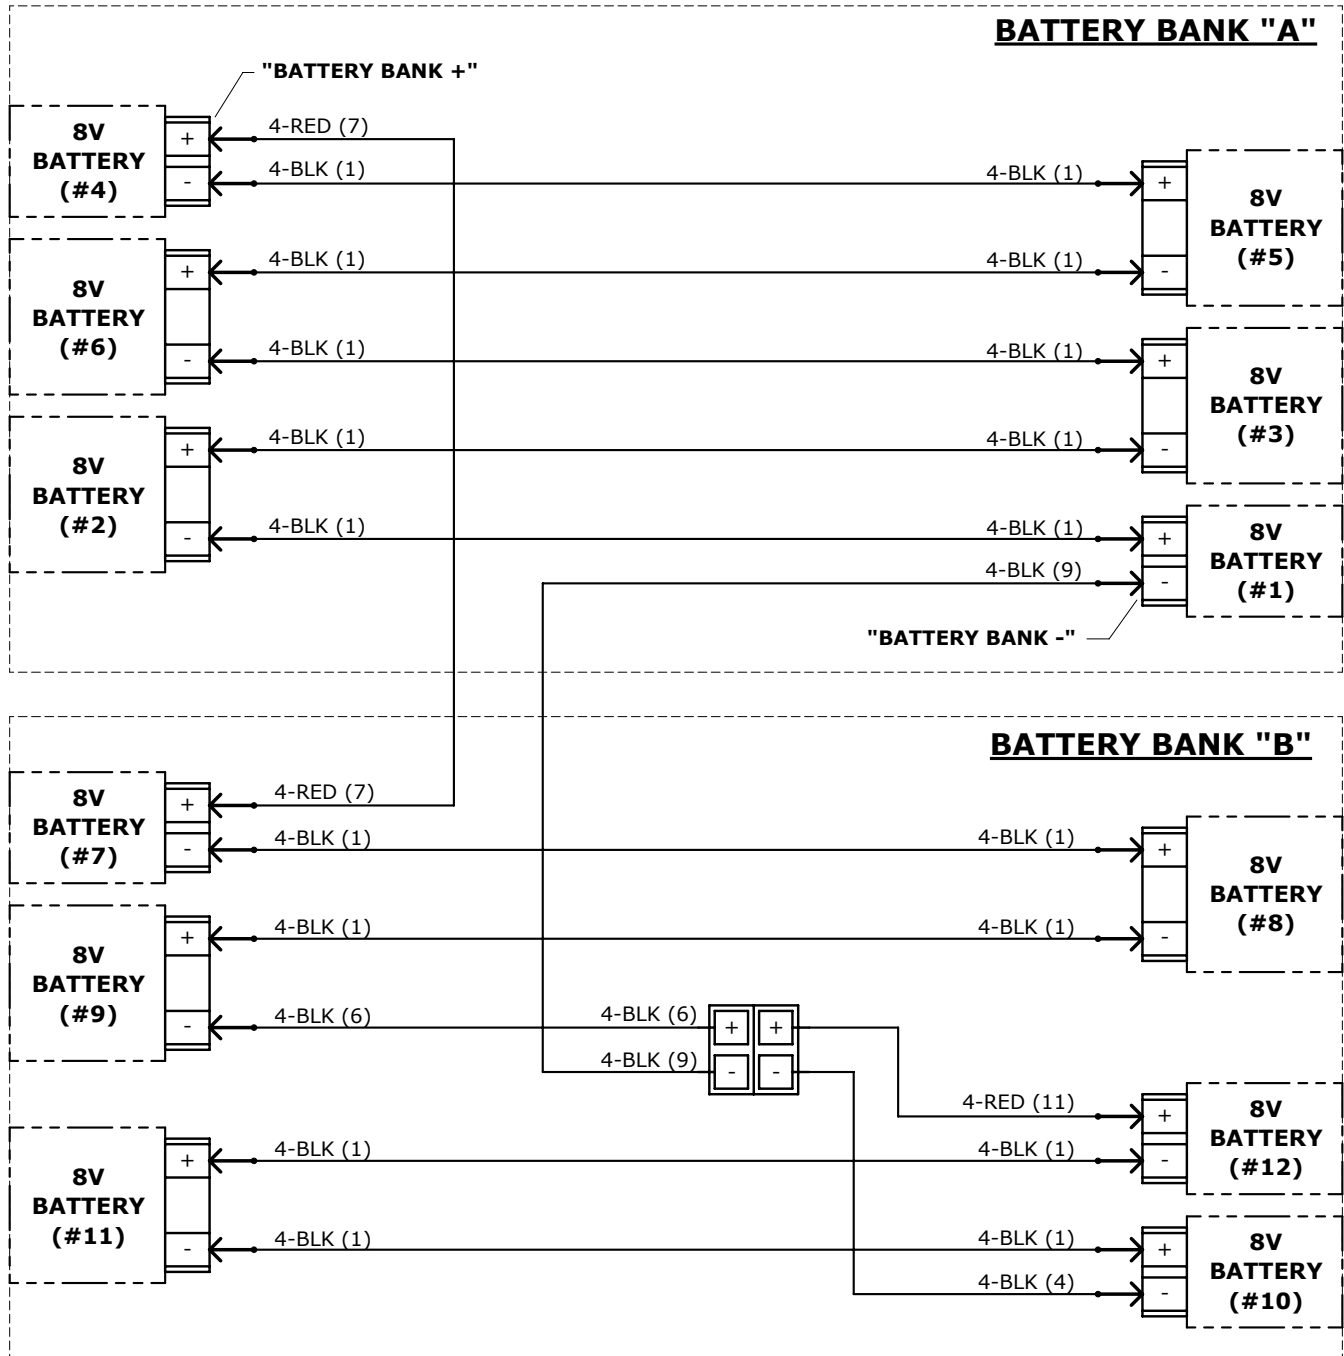 BATTERY BANK "A"
"BATTERY BANK +"
8V
BATTERY
(#4)
+
-
4-RED (7)
4-BLK (1)
4-BLK (1)
+
-
8V
BATTERY
(#5)
8V
BATTERY
(#6)
+
-
4-BLK (1)
4-BLK (1)
4-BLK (1)
4-BLK (1)
+
-
8V
BATTERY
(#3)
8V
BATTERY
(#2)
+
-
4-BLK (1)
4-BLK (1)
4-BLK (1)
4-BLK (1)
4-BLK (9)
+
-
8V
BATTERY
(#1)
"BATTERY BANK -"
BATTERY BANK "B"
8V
BATTERY
(#7)
+
-
4-RED (7)
4-BLK (1)
4-BLK (1)
+
-
8V
BATTERY
(#8)
8V
BATTERY
(#9)
+
-
4-BLK (1)
4-BLK (1)
4-BLK (6)
4-BLK (6)
4-BLK (9)
+ +
- -
4-RED (11)
4-BLK (1)
+
-
8V
BATTERY
(#12)
8V
BATTERY
(#11)
+
-
4-BLK (1)
4-BLK (1)
4-BLK (1)
4-BLK (4)
+
-
8V
BATTERY
(#10)